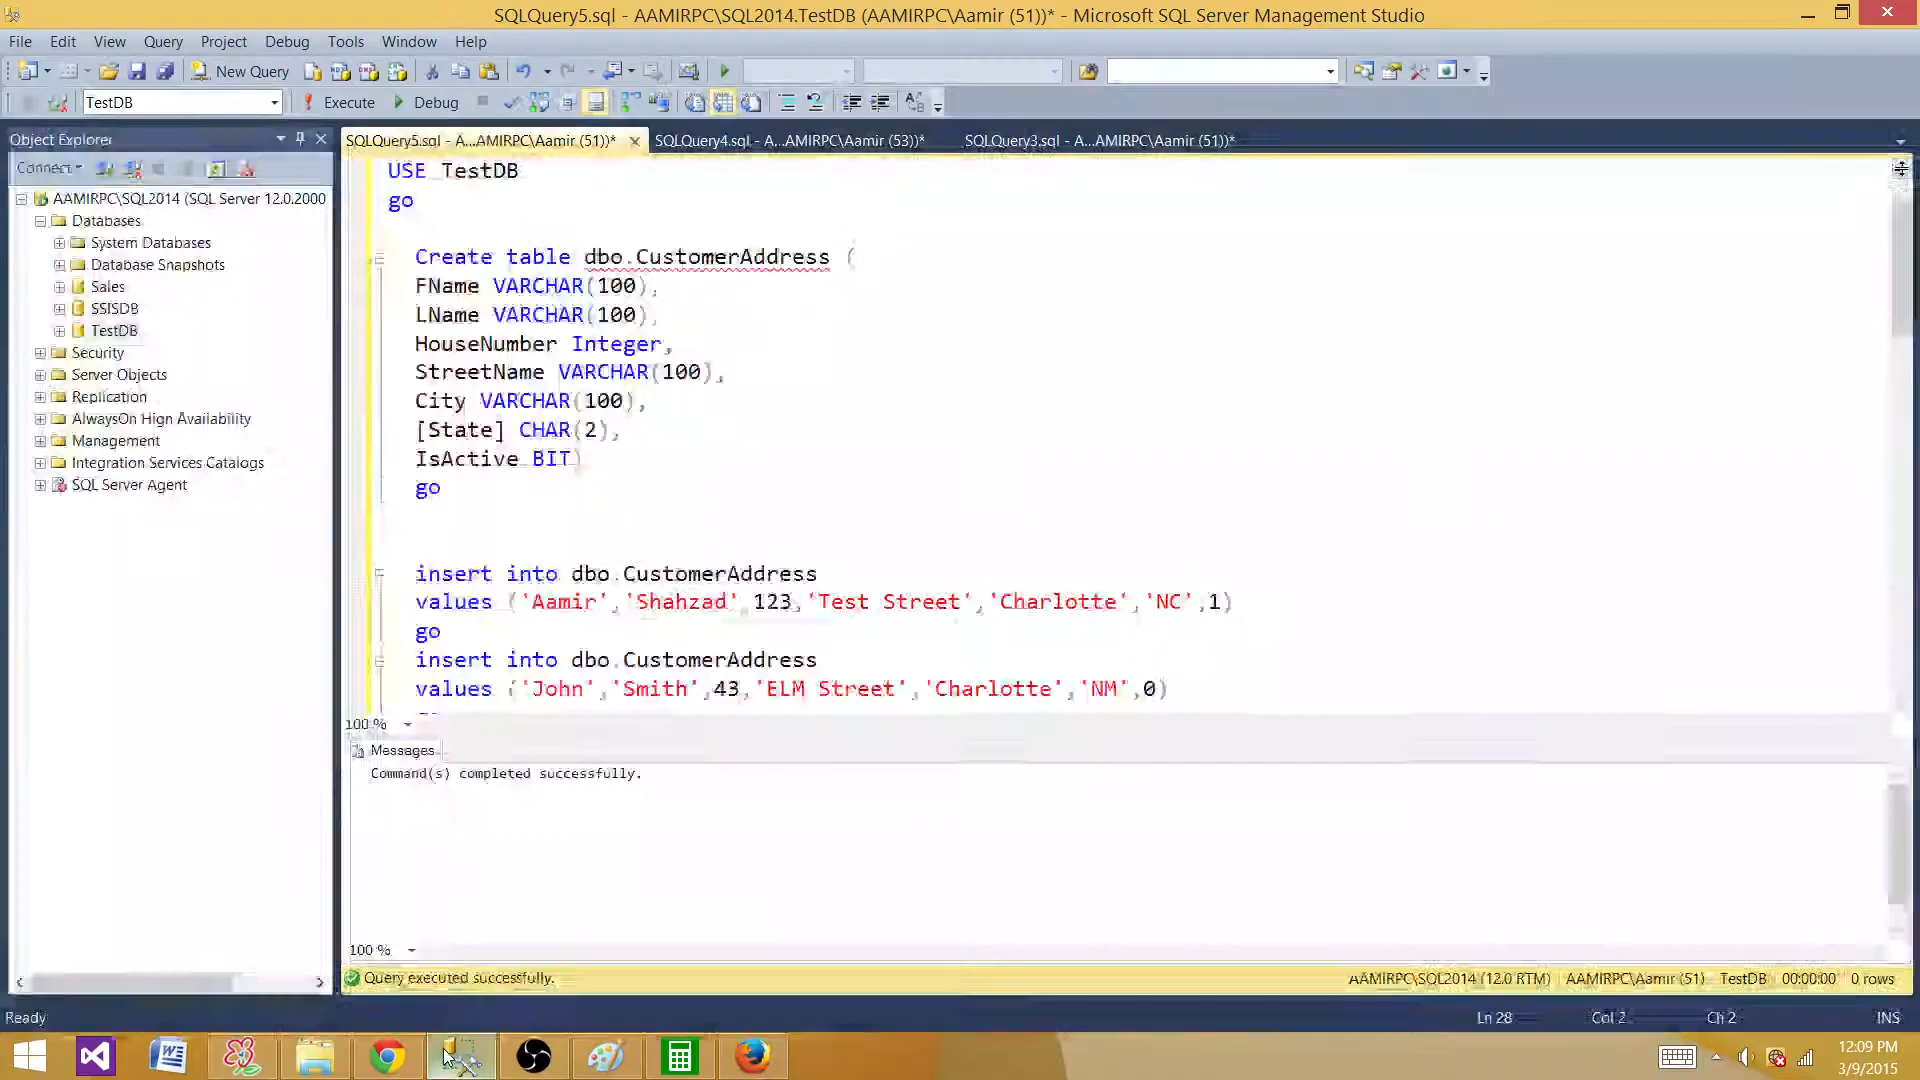 SQLQuery5.sql - AAMIRPC\SQL2014.TestDB (AAMIRPC\Aamir (51))* - Microsoft SQL Server Management Studio
File Edit View Query Project Debug Tools Window Help
New Query
TestDB Execute Debug
Object Explorer
SQLQuery5.sql - A...AMIRPC\Aamir (51))* SQLQuery4.sql - A...AMIRPC\Aamir (53))* SQLQuery3.sql - A...AMIRPC\Aamir (51))*
Connect
AAMIRPC\SQL2014 (SQL Server 12.0.2000
Databases
System Databases
Database Snapshots
Sales
SSISDB
TestDB
Security
Server Objects
Replication
AlwaysOn High Availability
Management
Integration Services Catalogs
SQL Server Agent
USE TestDB
go
Create table dbo.CustomerAddress (
FName VARCHAR(100),
LName VARCHAR(100),
HouseNumber Integer,
StreetName VARCHAR(100),
City VARCHAR(100),
[State] CHAR(2),
IsActive BIT)
go
insert into dbo.CustomerAddress
values ('Aamir','Shahzad',123,'Test Street','Charlotte','NC',1)
go
insert into dbo.CustomerAddress
values ('John','Smith',43,'ELM Street','Charlotte','NM',0)
100 %
Messages
Command(s) completed successfully.
100 %
Query executed successfully. AAMIRPC\SQL2014 (12.0 RTM) AAMIRPC\Aamir (51) TestDB 00:00:00 0 rows
Ready Ln 28 Col 2 Ch 2 INS
12:09 PM
3/9/2015